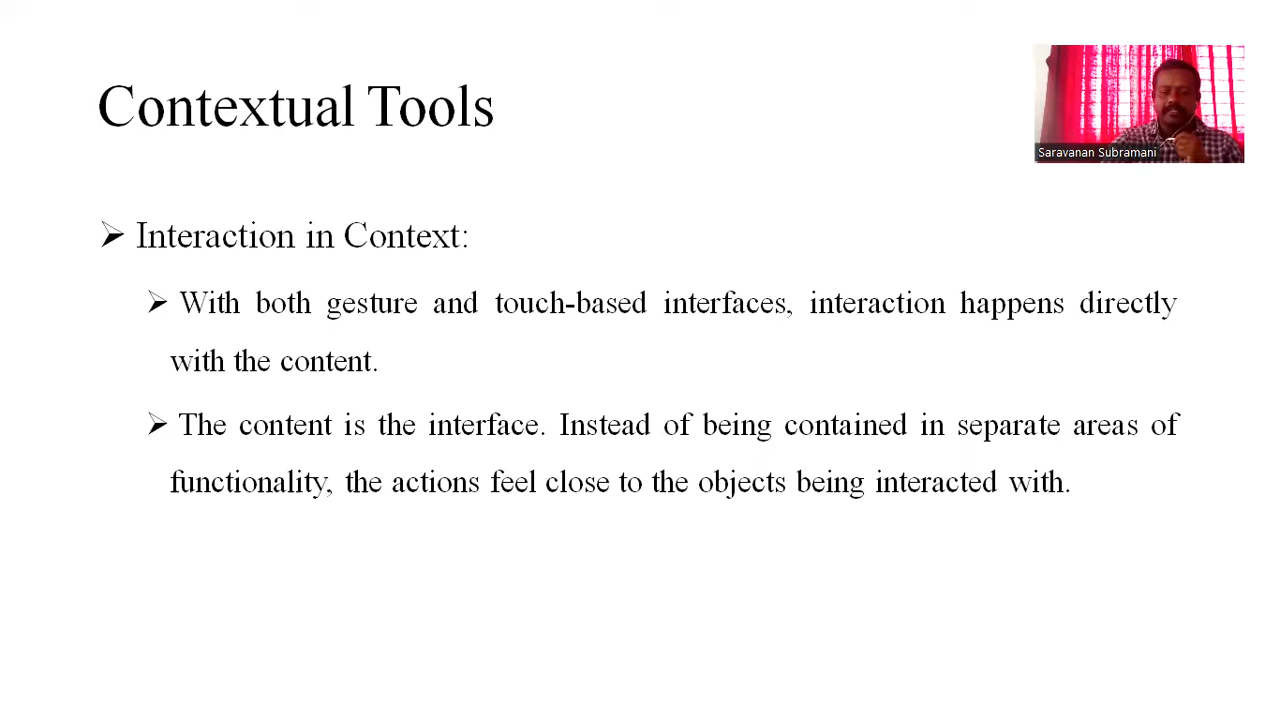 Contextual Tools
Saravanan Subramani
Interaction in Context:
With both gesture and touch-based interfaces, interaction happens directly
with the content.
The content is the interface. Instead of being contained in separate areas of
functionality, the actions feel close to the objects being interacted with.